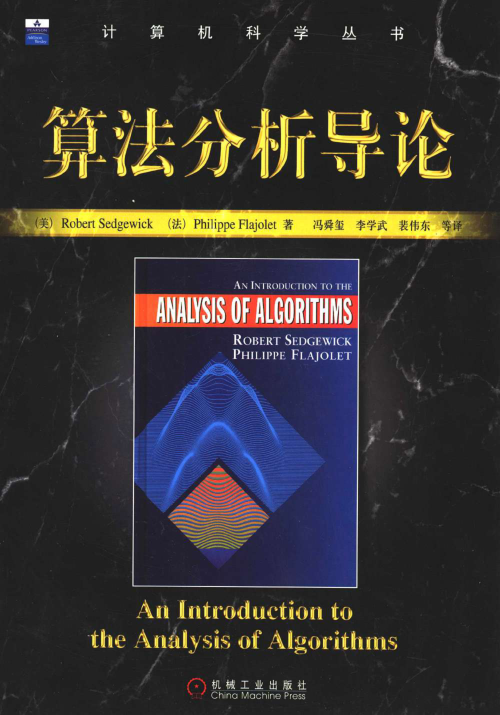 PEARSON
计算机科学丛书
算法分析导论
(美) Robert Sedgewick (法) Philippe Flajolet 著 冯舜玺 李学武 裴伟东 等译
AN INTRODUCTION TO THE
ANALYSIS OF ALGORITHMS
ROBERT SEDGEWICK
PHILIPPE FLAJOLET
An Introduction to
the Analysis of Algorithms
机械工业出版社
China Machine Press